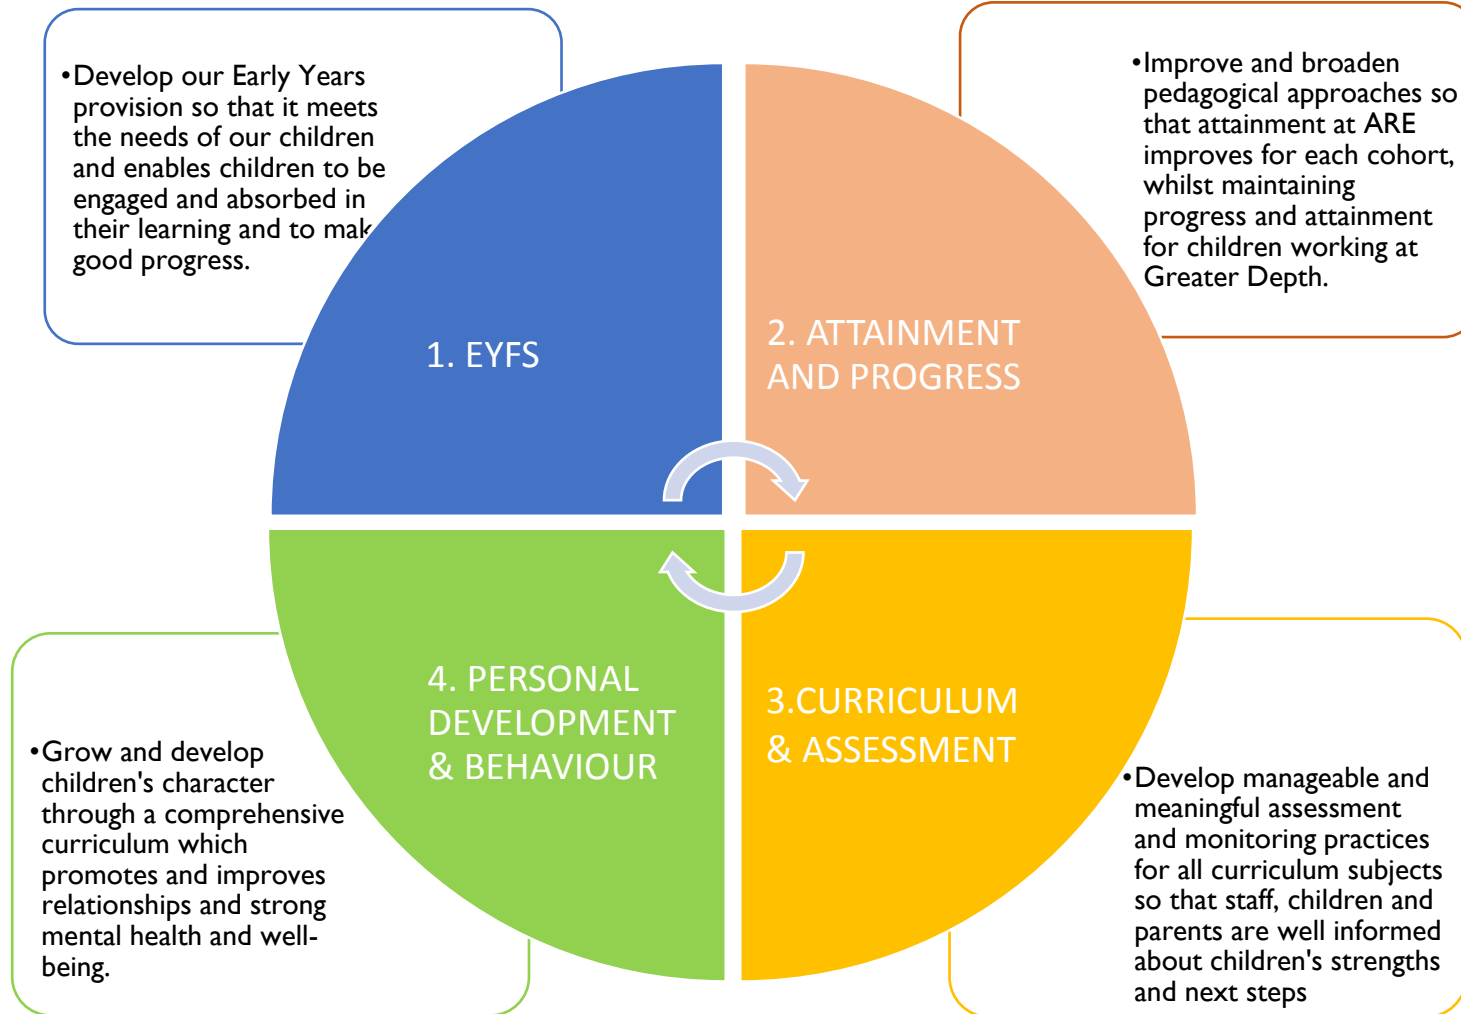 •Develop our Early Years
provision so that it meets
the needs of our children
and enables children to be
engaged and absorbed in
their learning and to mak
good progress.
•Improve and broaden
pedagogical approaches so
that attainment at ARE
improves for each cohort,
whilst maintaining
progress and attainment
for children working at
Greater Depth.
1. EYFS
2. ATTAINMENT
AND PROGRESS
4. PERSONAL
DEVELOPMENT
& BEHAVIOUR
3.CURRICULUM
& ASSESSMENT
•Grow and develop
children's character
through a comprehensive
curriculum which
promotes and improves
relationships and strong
mental health and well-
being.
•Develop manageable and
meaningful assessment
and monitoring practices
for all curriculum subjects
so that staff, children and
parents are well informed
about children's strengths
and next steps